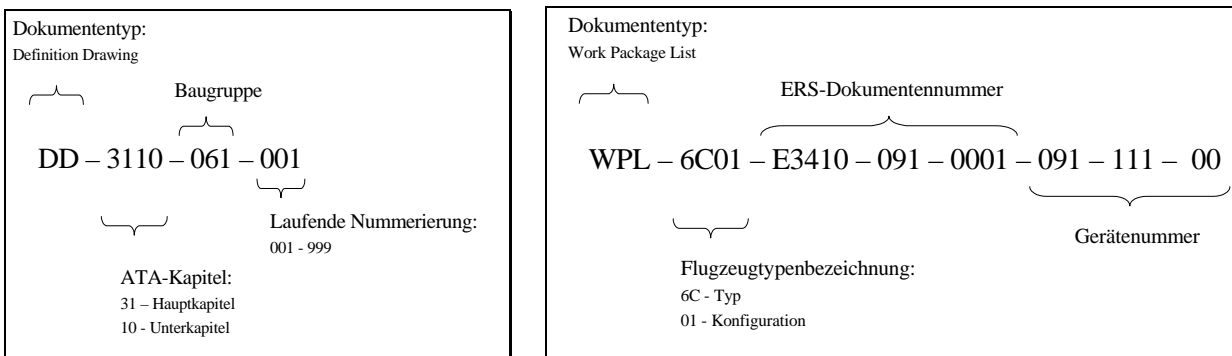 Dokumententyp:
Definition Drawing
Baugruppe
DD – 3110 – 061 – 001
Laufende Nummerierung:
001 - 999
ATA-Kapitel:
31 – Hauptkapitel
10 - Unterkapitel
Dokumententyp:
Work Package List
ERS-Dokumentennummer
WPL – 6C01 – E3410 – 091 – 0001 – 091 – 111 – 00
Gerätenummer
Flugzeugtypenbezeichnung:
6C - Typ
01 - Konfiguration